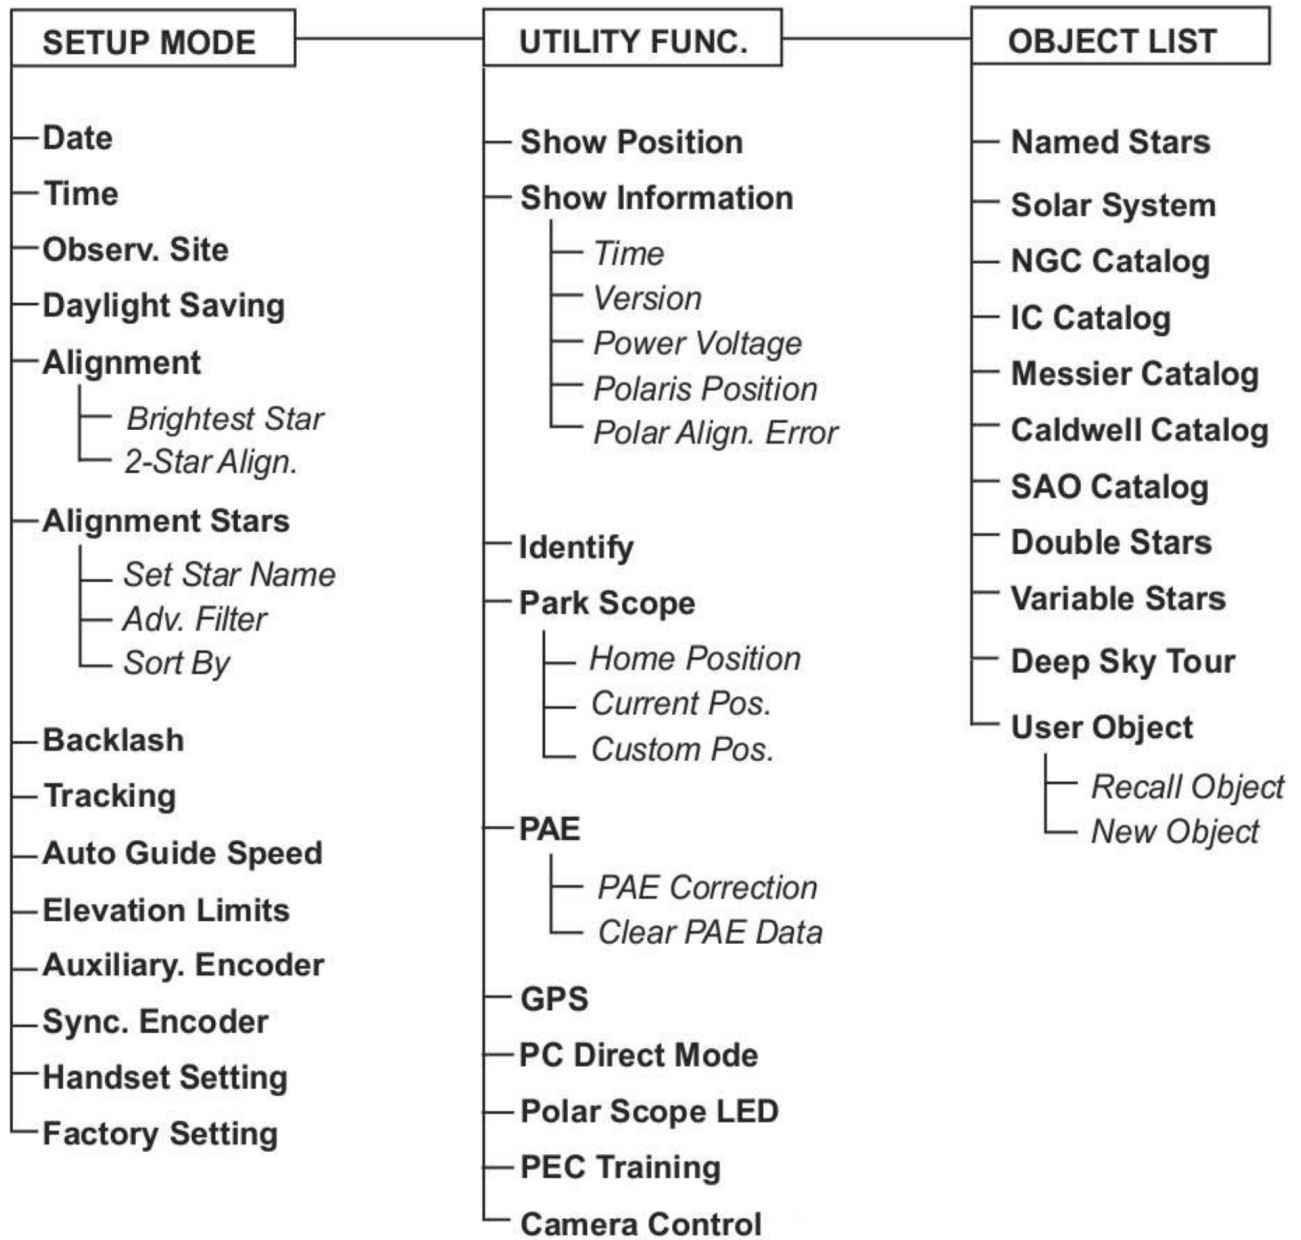 SETUP MODE
Date
Time
Observ. Site
Daylight Saving
Alignment
Brightest Star
2-Star Align.
Alignment Stars
Set Star Name
Adv. Filter
Sort By
Backlash
Tracking
Auto Guide Speed
Elevation Limits
Auxiliary. Encoder
Sync. Encoder
Handset Setting
Factory Setting
UTILITY FUNC.
Show Position
Show Information
Time
Version
Power Voltage
Polaris Position
Polar Align. Error
Identify
Park Scope
Home Position
Current Pos.
Custom Pos.
PAE
PAE Correction
Clear PAE Data
GPS
PC Direct Mode
Polar Scope LED
PEC Training
Camera Control
OBJECT LIST
Named Stars
Solar System
NGC Catalog
IC Catalog
Messier Catalog
Caldwell Catalog
SAO Catalog
Double Stars
Variable Stars
Deep Sky Tour
User Object
Recall Object
New Object